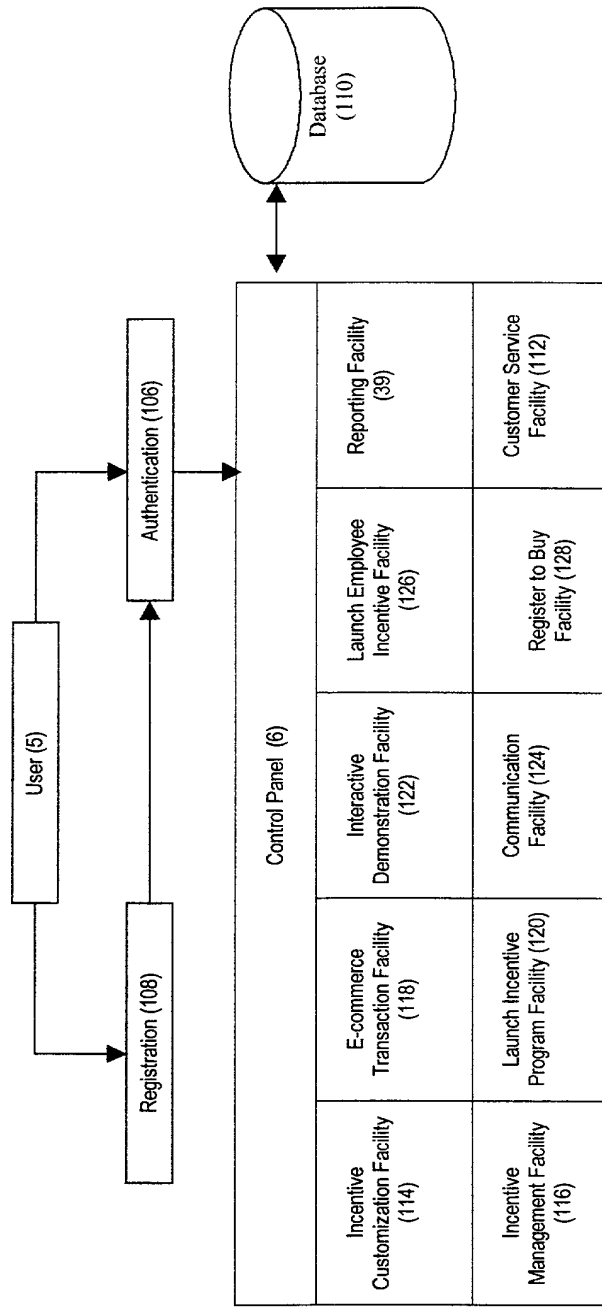 User (5)
Registration (108)
Authentication (106)
Control Panel (6)
Database
(110)
Incentive
Customization Facility
(114)
E-commerce
Transaction Facility
(118)
Interactive
Demonstration Facility
(122)
Launch Employee
Incentive Facility
(126)
Reporting Facility
(39)
Incentive
Management Facility
(116)
Launch Incentive
Program Facility (120)
Communication
Facility (124)
Register to Buy
Facility (128)
Customer Service
Facility (112)